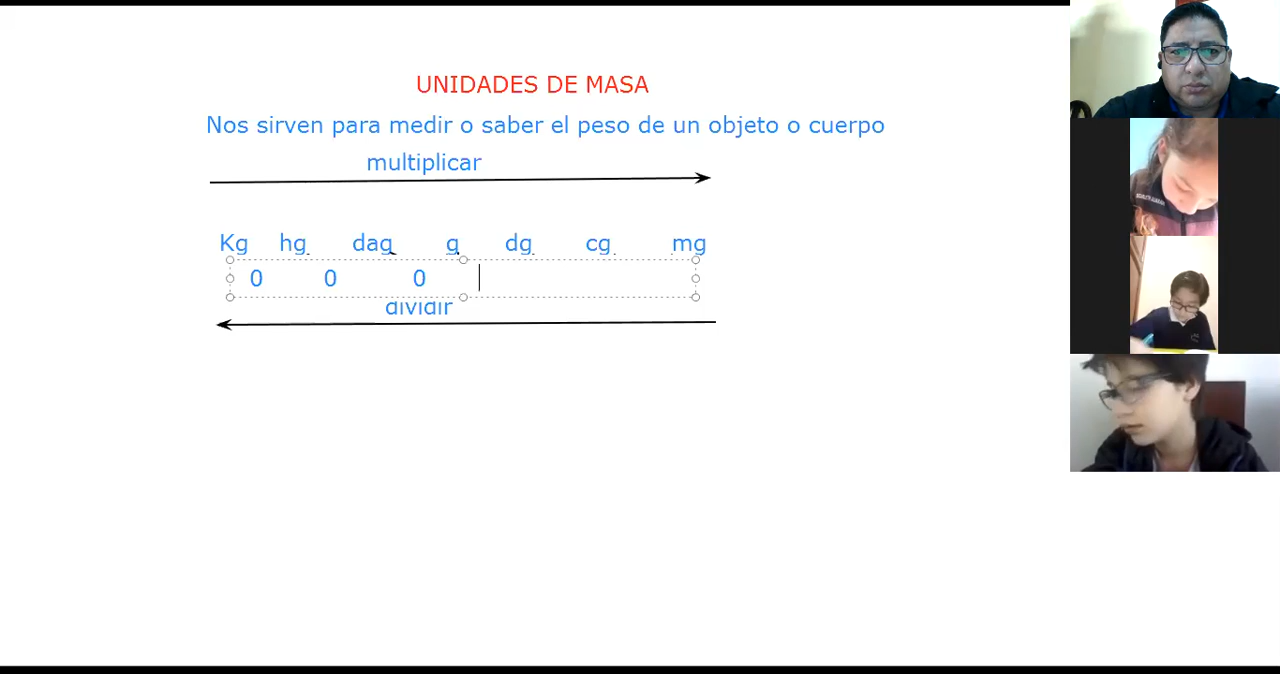 UNIDADES DE MASA
Nos sirven para medir o saber el peso de un objeto o cuerpo
multiplicar
Kg hg dag g dg cg mg
0 0 0
dividir